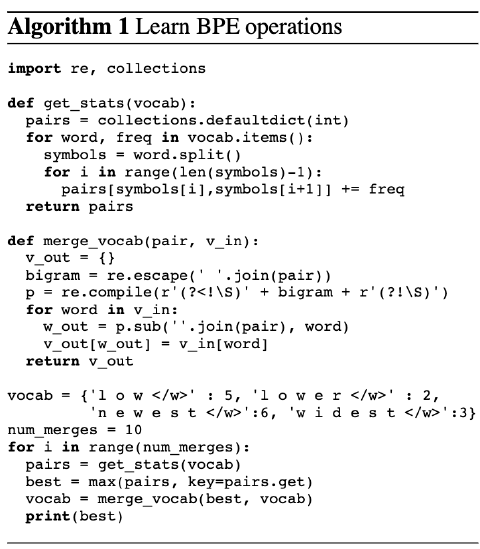 Algorithm 1 Learn BPE operations
import re, collections
def get_stats(vocab):
  pairs = collections.defaultdict(int)
  for word, freq in vocab.items():
    symbols = word.split()
    for i in range(len(symbols)-1):
      pairs[symbols[i],symbols[i+1]] += freq
  return pairs
def merge_vocab(pair, v_in):
  v_out = {}
  bigram = re.escape(' '.join(pair))
  p = re.compile(r'(?<!\S)' + bigram + r'(?!\S)')
  for word in v_in:
    w_out = p.sub(''.join(pair), word)
    v_out[w_out] = v_in[word]
  return v_out
vocab = {'l o w </w>' : 5, 'l o w e r </w>' : 2,
         'n e w e s t </w>':6, 'w i d e s t </w>':3}
num_merges = 10
for i in range(num_merges):
  pairs = get_stats(vocab)
  best = max(pairs, key=pairs.get)
  vocab = merge_vocab(best, vocab)
  print(best)